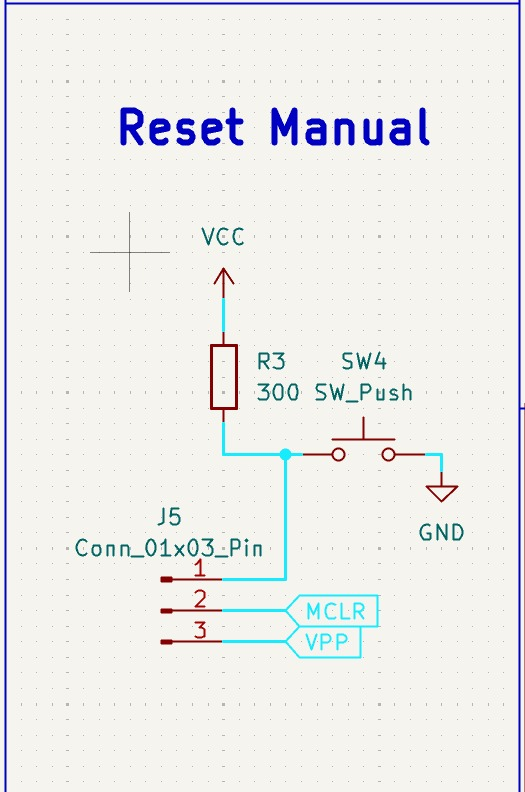 Reset Manual
VCC
R3
300
SW4
SW_Push
GND
J5
Conn_01x03_Pin
1
2
3
MCLR
VPP